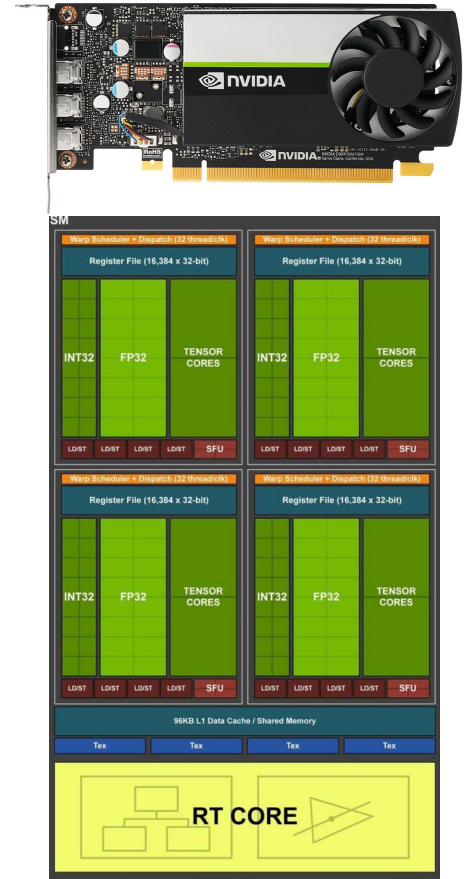 NVIDIA
RoHS
NVIDIA
NVIDIA CORPORATION
Santa Clara, California, USA
SM
Warp Scheduler + Dispatch (32 thread/clk)
Warp Scheduler + Dispatch (32 thread/clk)
Register File (16,384 x 32-bit)
Register File (16,384 x 32-bit)
INT32
FP32
TENSOR
CORES
INT32
FP32
TENSOR
CORES
LD/ST
LD/ST
LD/ST
LD/ST
SFU
LD/ST
LD/ST
LD/ST
LD/ST
SFU
Warp Scheduler + Dispatch (32 thread/clk)
Warp Scheduler + Dispatch (32 thread/clk)
Register File (16,384 x 32-bit)
Register File (16,384 x 32-bit)
INT32
FP32
TENSOR
CORES
INT32
FP32
TENSOR
CORES
LD/ST
LD/ST
LD/ST
LD/ST
SFU
LD/ST
LD/ST
LD/ST
LD/ST
SFU
96KB L1 Data Cache / Shared Memory
Tex
Tex
Tex
Tex
RT CORE